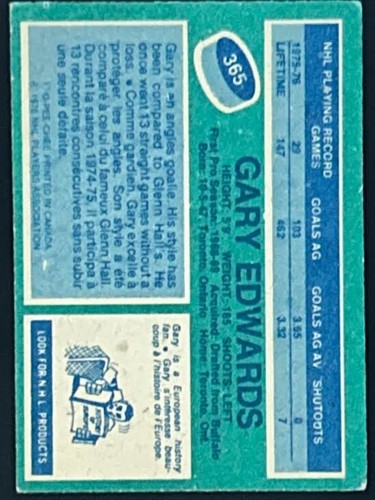 NHL PLAYING RECORD
GAMES GOALS AG GOALS AG AV SHUTOUTS
1975-76 29 103 3.65 0
LIFETIME 147 462 3.32 7
365
GARY EDWARDS
HEIGHT: 5'9" WEIGHT: 165 SHOOTS: LEFT
First Pro Season: 1968-69 Acquired: Drafted from Buffalo
Born: 10-5-47, Toronto, Ontario Home: Toronto, Ont.
Gary is an angles goalie. His style has
been compared to Glenn Hall's. He
once went 13 straight games without a
loss. • Comme gardien, Gary excelle à
protéger les angles. Son style a été
comparé à celui du fameux Glenn Hall.
Durant la saison 1974-75, il participa à
13 rencontres consécutives sans subir
une seule défaite.
O-PEE-CHEE PRINTED IN CANADA
1976 NHL PLAYERS ASSOCIATION
Gary is a European history
fan. • Gary s'intéresse beau-
coup à l'histoire de l'Europe.
LOOK FOR N.H.L. PRODUCTS